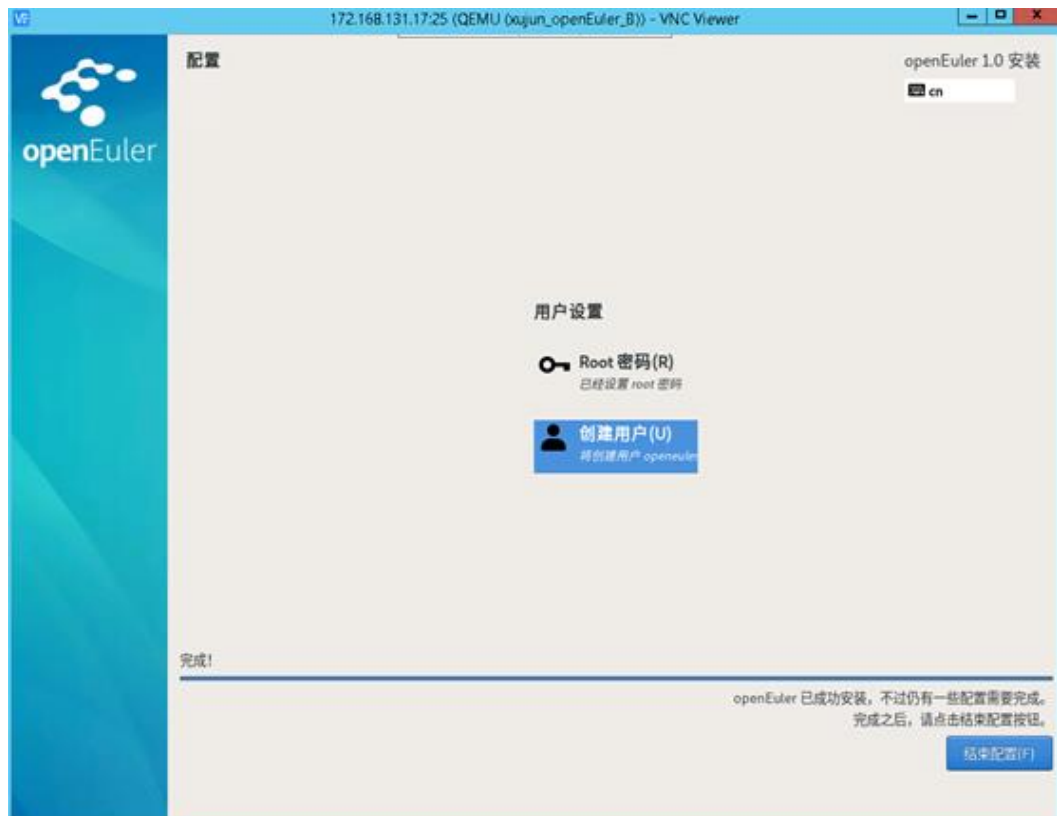 172.168.131.17:25 (QEMU (xujun_openEuler_B)) - VNC Viewer
openEuler
配置
openEuler 1.0 安装
cn
用户设置
Root 密码(R)
已经设置 root 密码
创建用户(U)
将创建用户 openeuler
完成!
openEuler 已成功安装，不过仍有一些配置需要完成。
完成之后，请点击结束配置按钮。
结束配置(F)